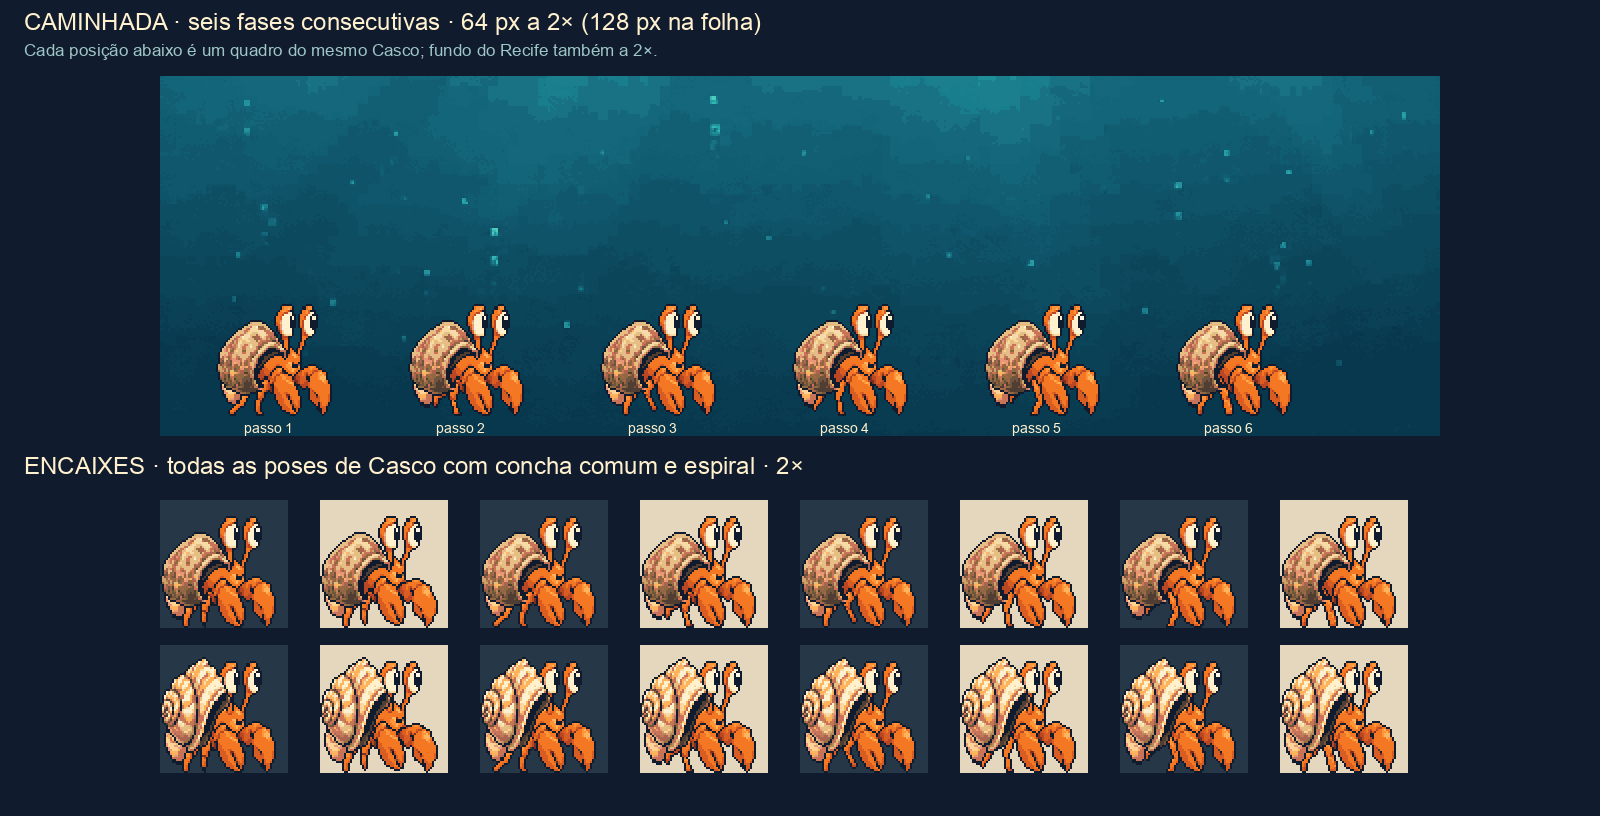 CAMINHADA · seis fases consecutivas · 64 px a 2× (128 px na folha)
Cada posição abaixo é um quadro do mesmo Casco; fundo do Recife também a 2×.
passo 1
passo 2
passo 3
passo 4
passo 5
passo 6
ENCAIXES · todas as poses de Casco com concha comum e espiral · 2×